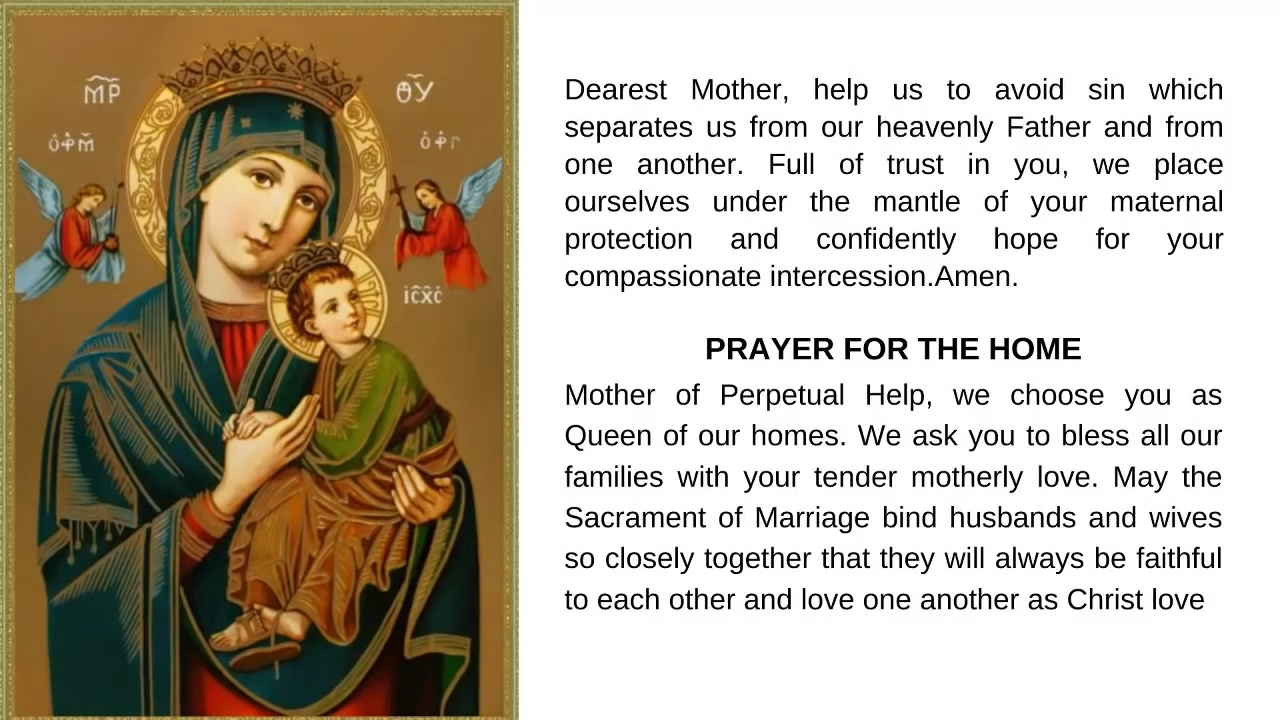 ΜΡ ΘΥ
ὀφμ ὀφΓ
ἰςχς
Dearest Mother, help us to avoid sin which
separates us from our heavenly Father and from
one another. Full of trust in you, we place
ourselves under the mantle of your maternal
protection and confidently hope for your
compassionate intercession.Amen.
PRAYER FOR THE HOME
Mother of Perpetual Help, we choose you as
Queen of our homes. We ask you to bless all our
families with your tender motherly love. May the
Sacrament of Marriage bind husbands and wives
so closely together that they will always be faithful
to each other and love one another as Christ love